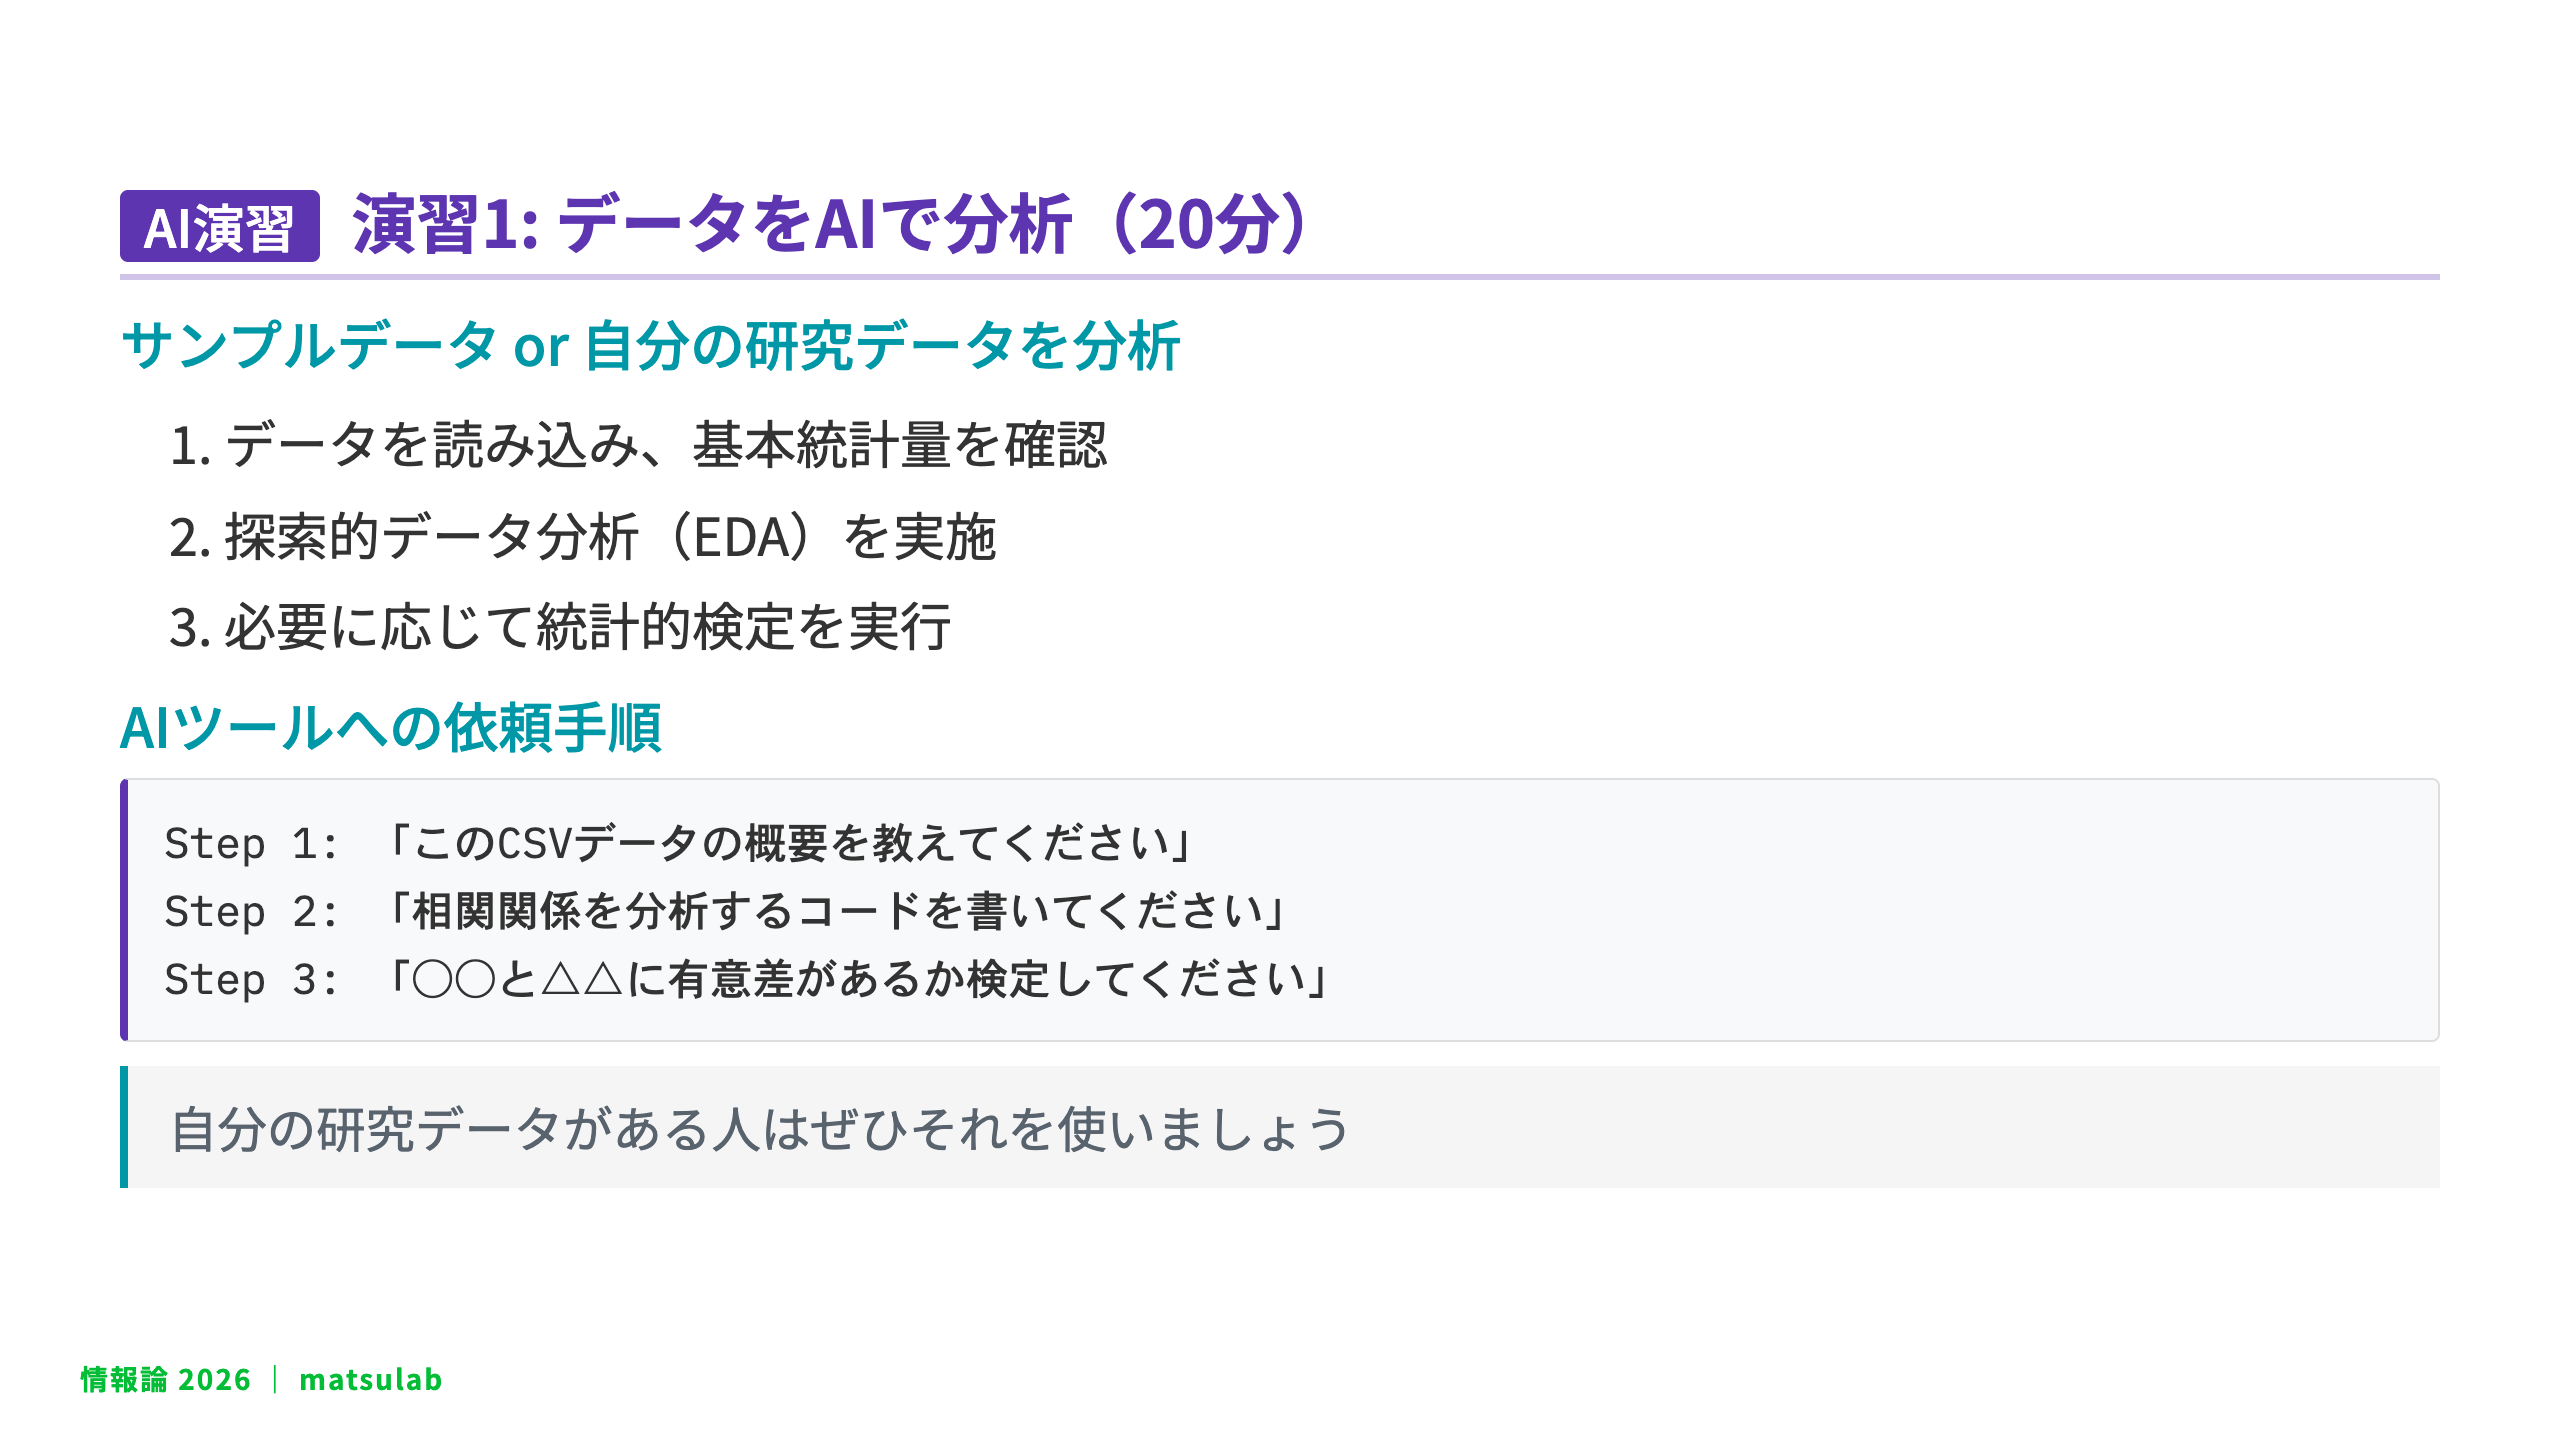 AI演習 演習1: データをAIで分析（20分）
サンプルデータ or 自分の研究データを分析
1. データを読み込み、基本統計量を確認
2. 探索的データ分析（EDA）を実施
3. 必要に応じて統計的検定を実行
AIツールへの依頼手順
Step 1: 「このCSVデータの概要を教えてください」
Step 2: 「相関関係を分析するコードを書いてください」
Step 3: 「○○と△△に有意差があるか検定してください」
自分の研究データがある人はぜひそれを使いましょう
情報論 2026 ｜ matsulab